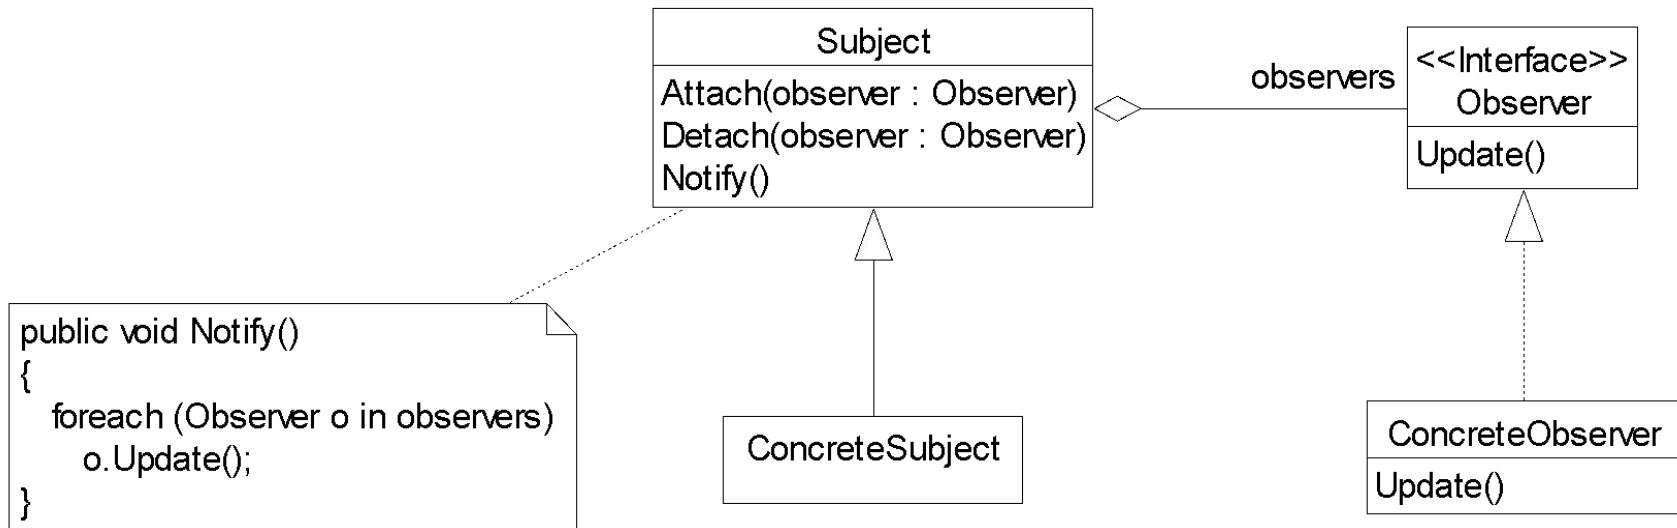 Subject
Attach(observer : Observer)
Detach(observer : Observer)
Notify()
observers
<<Interface>>
Observer
Update()
public void Notify()
{
foreach (Observer o in observers)
o.Update();
}
ConcreteSubject
ConcreteObserver
Update()